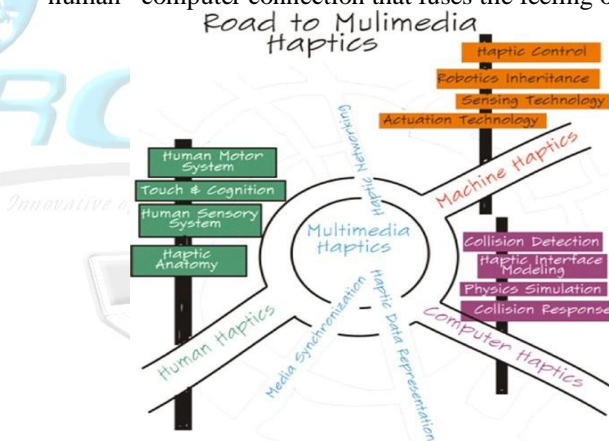 human - computer connection that fuses the feeling o
Road to Mulimedia
Haptics
Haptic Control
Robotics Inheritance
Sensing Technology
Actuation Technology
Machine Haptics
Haptic Networking
Human Motor
System
Touch & Cognition
Human Sensory
System
Haptic
Anatomy
Multimedia
Haptics
Collision Detection
Haptic Interface
Modeling
Physics Simulation
Collision Response
Human Haptics
Media Synchronization
Haptic Data Representation
Computer Haptics
RC
Innovative